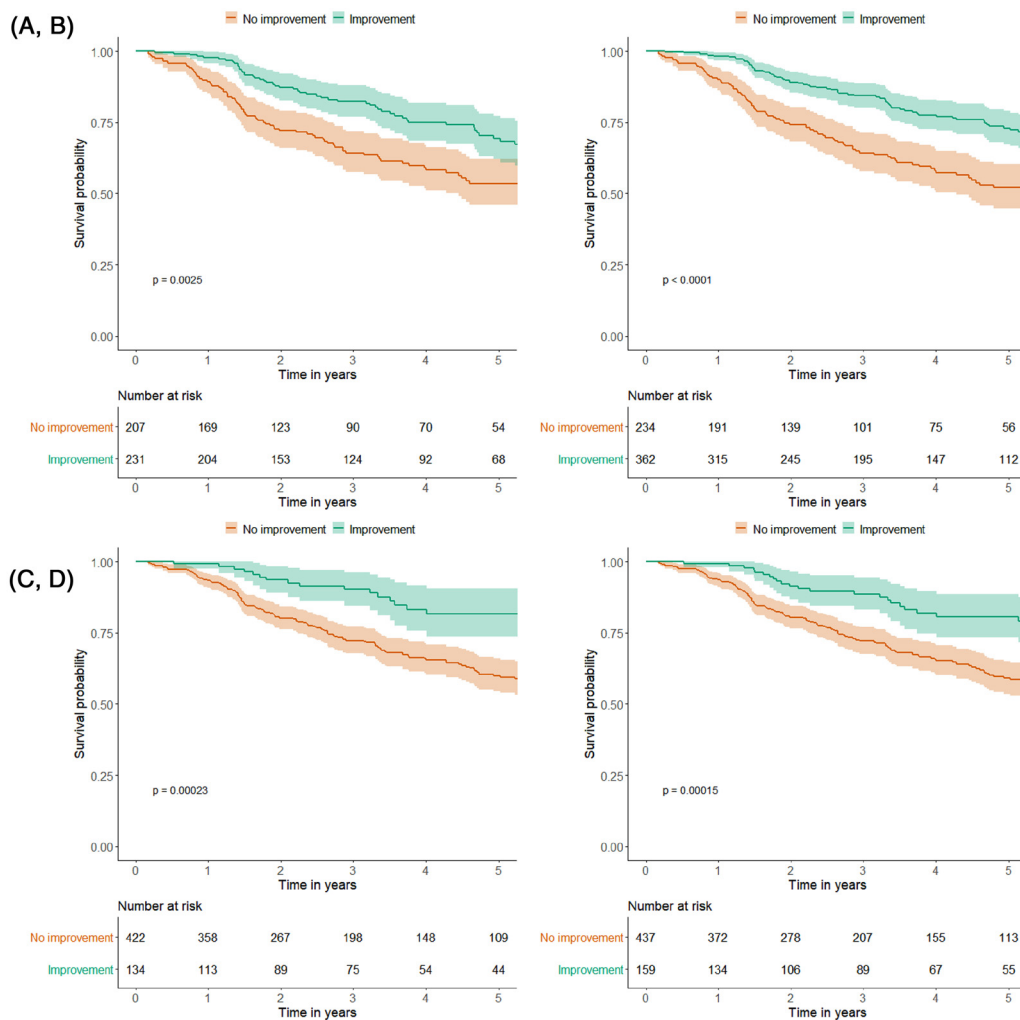 (A, B)
No improvement Improvement
Survival probability
1.00
0.75
0.50
0.25
0.00
p = 0.0025
0 1 2 3 4 5
Time in years
Number at risk
No improvement 207 169 123 90 70 54
Improvement 231 204 153 124 92 68
0 1 2 3 4 5
Time in years
No improvement Improvement
Survival probability
1.00
0.75
0.50
0.25
0.00
p < 0.0001
0 1 2 3 4 5
Time in years
Number at risk
No improvement 234 191 139 101 75 56
Improvement 362 315 245 195 147 112
0 1 2 3 4 5
Time in years
(C, D)
No improvement Improvement
Survival probability
1.00
0.75
0.50
0.25
0.00
p = 0.00023
0 1 2 3 4 5
Time in years
Number at risk
No improvement 422 358 267 198 148 109
Improvement 134 113 89 75 54 44
0 1 2 3 4 5
Time in years
No improvement Improvement
Survival probability
1.00
0.75
0.50
0.25
0.00
p = 0.00015
0 1 2 3 4 5
Time in years
Number at risk
No improvement 437 372 278 207 155 113
Improvement 159 134 106 89 67 55
0 1 2 3 4 5
Time in years